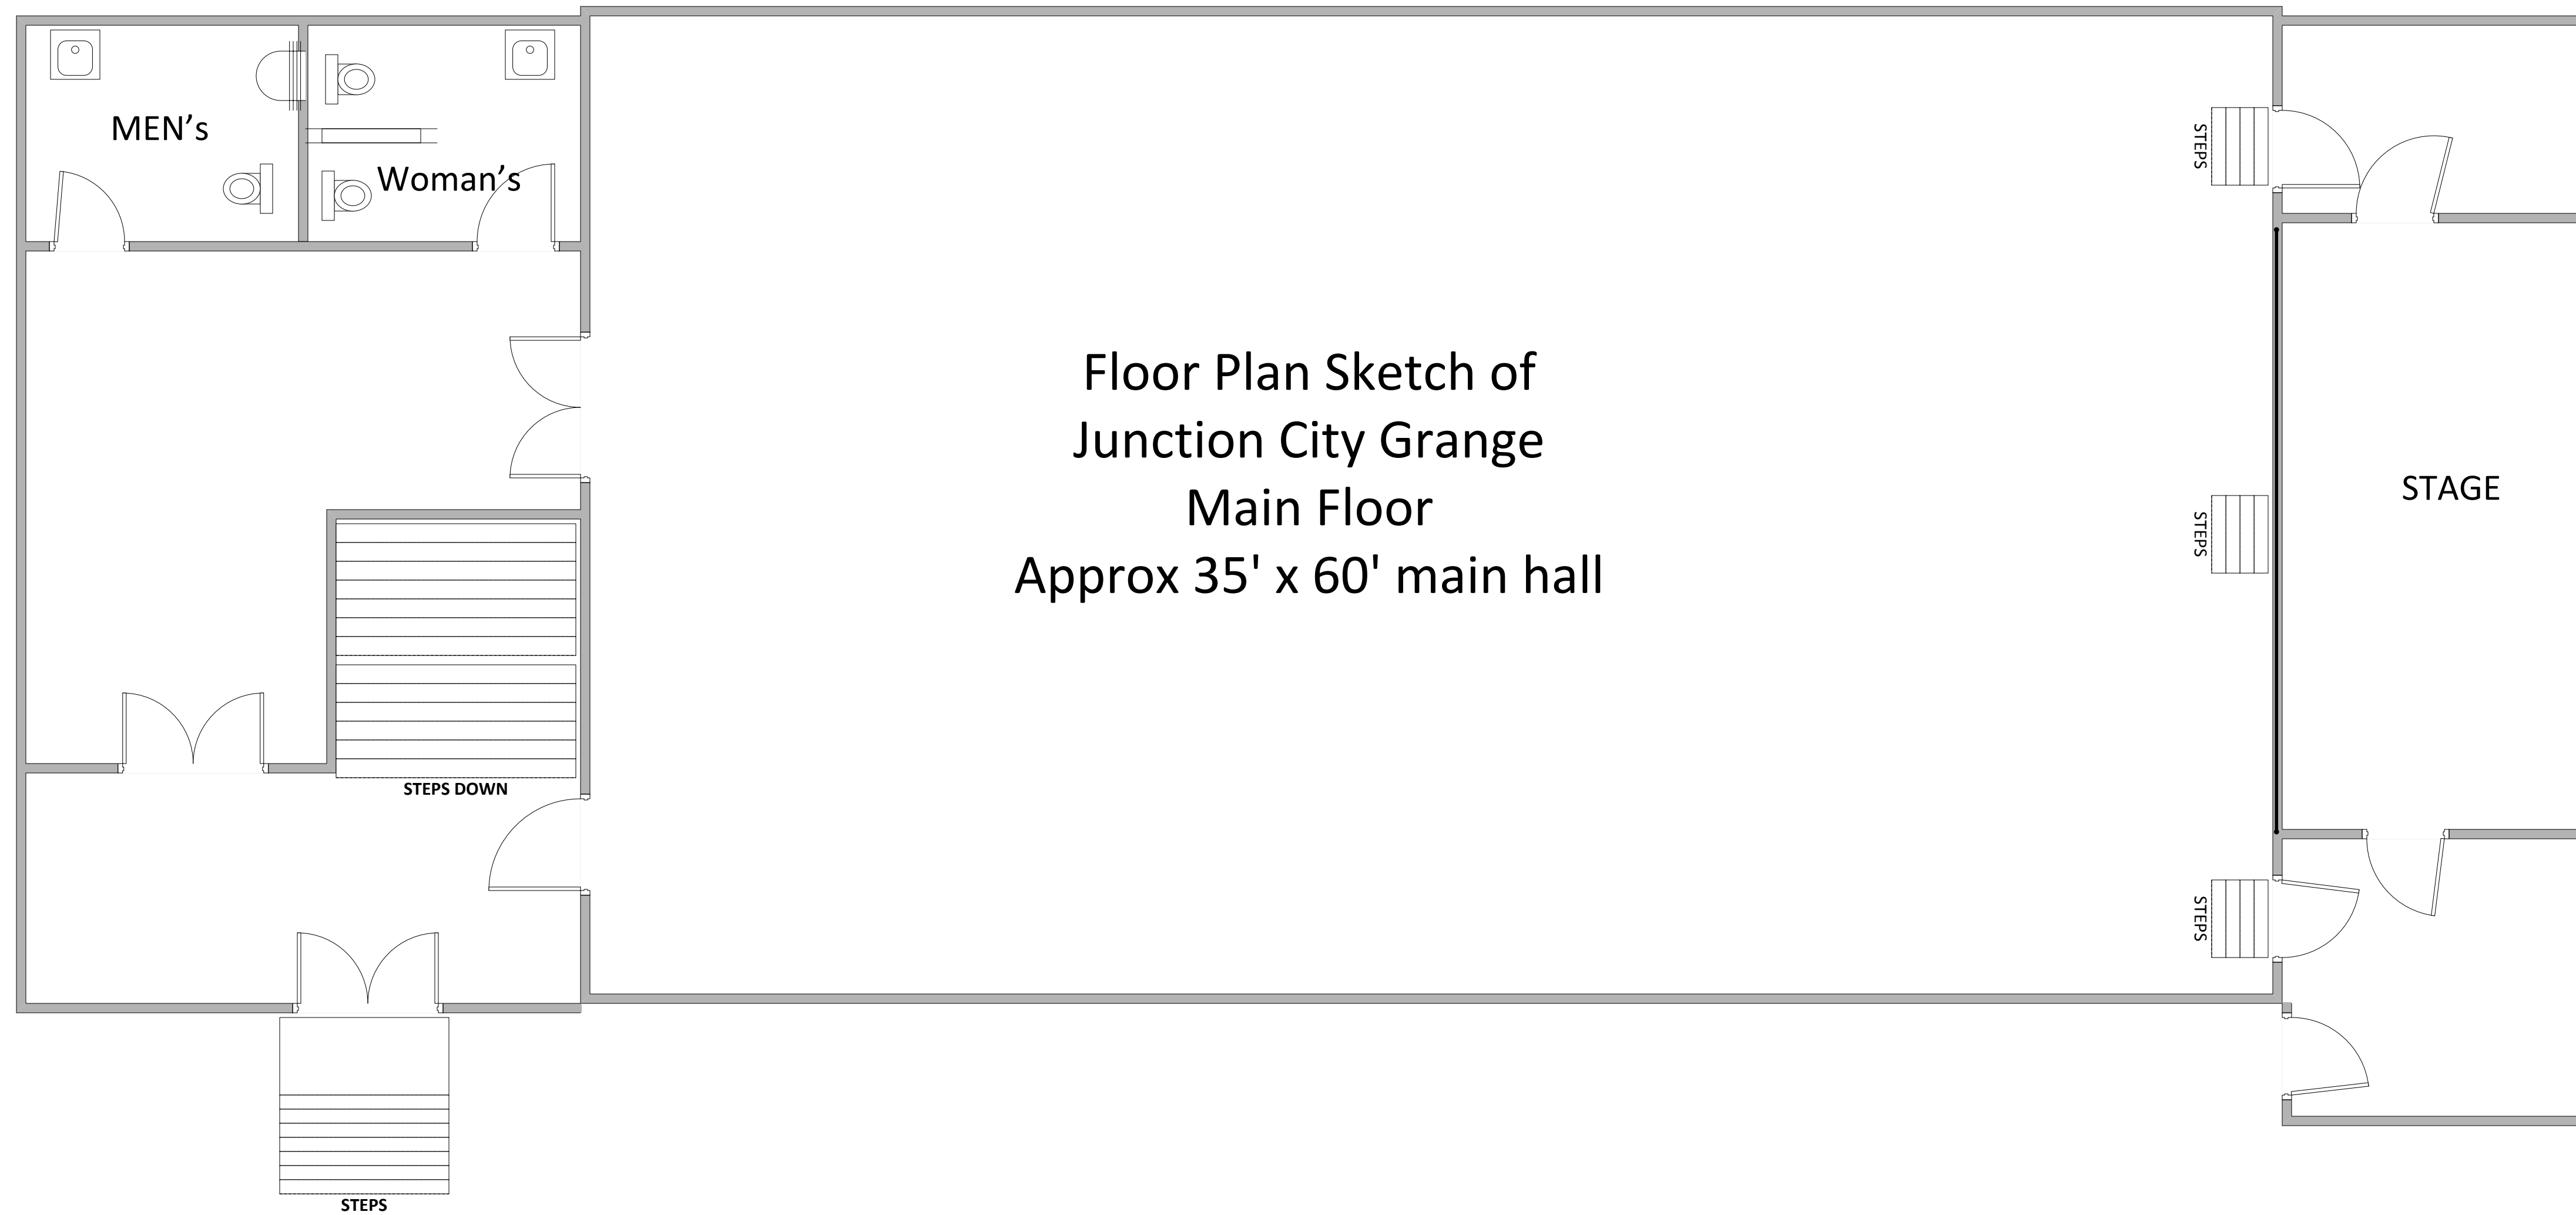 MEN's
Woman's
Floor Plan Sketch of
Junction City Grange
Main Floor
Approx 35' x 60' main hall
STEPS
STEPS
STEPS
STAGE
STEPS DOWN
STEPS